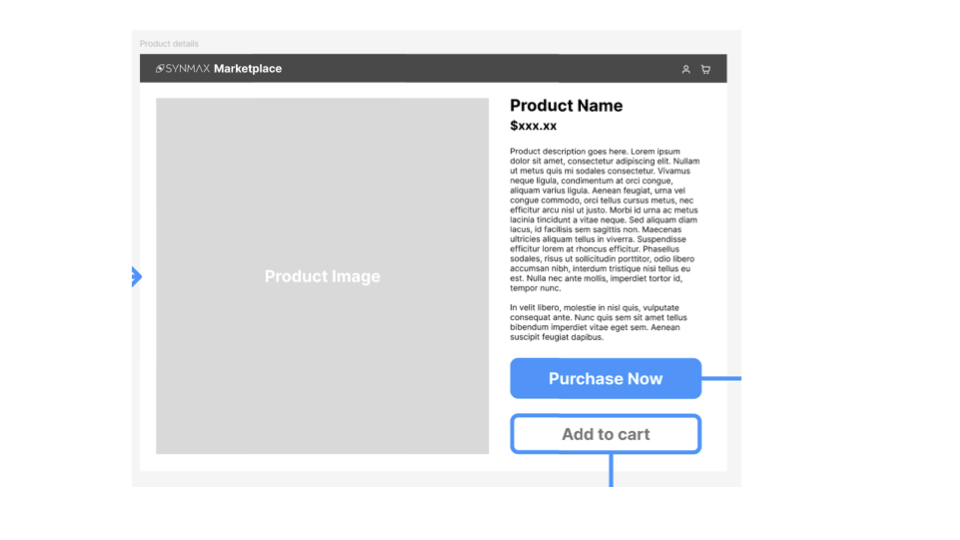 Product details
SYNMAX Marketplace
Product Name
$xxx.xx
Product description goes here. Lorem ipsum
dolor sit amet, consectetur adipiscing elit. Nullam
ut metus quis mi sodales consectetur. Vivamus
neque ligula, condimentum at orci congue,
aliquam varius ligula. Aenean feugiat, urna vel
congue commodo, orci tellus cursus metus, nec
efficitur arcu nisl ut justo. Morbi id urna ac metus
lacinia tincidunt a vitae neque. Sed aliquam diam
lacus, id facilisis sem sagittis non. Maecenas
ultricies aliquam tellus in viverra. Suspendisse
efficitur lorem at rhoncus efficitur. Phasellus
sodales, risus ut sollicitudin porttitor, odio libero
accumsan nibh, interdum tristique nisi tellus eu
est. Nulla nec ante mollis, imperdiet tortor id,
tempor nunc.
In velit libero, molestie in nisl quis, vulputate
consequat ante. Nunc quis sem sit amet tellus
bibendum imperdiet vitae eget sem. Aenean
suscipit feugiat dapibus.
Product Image
Purchase Now
Add to cart